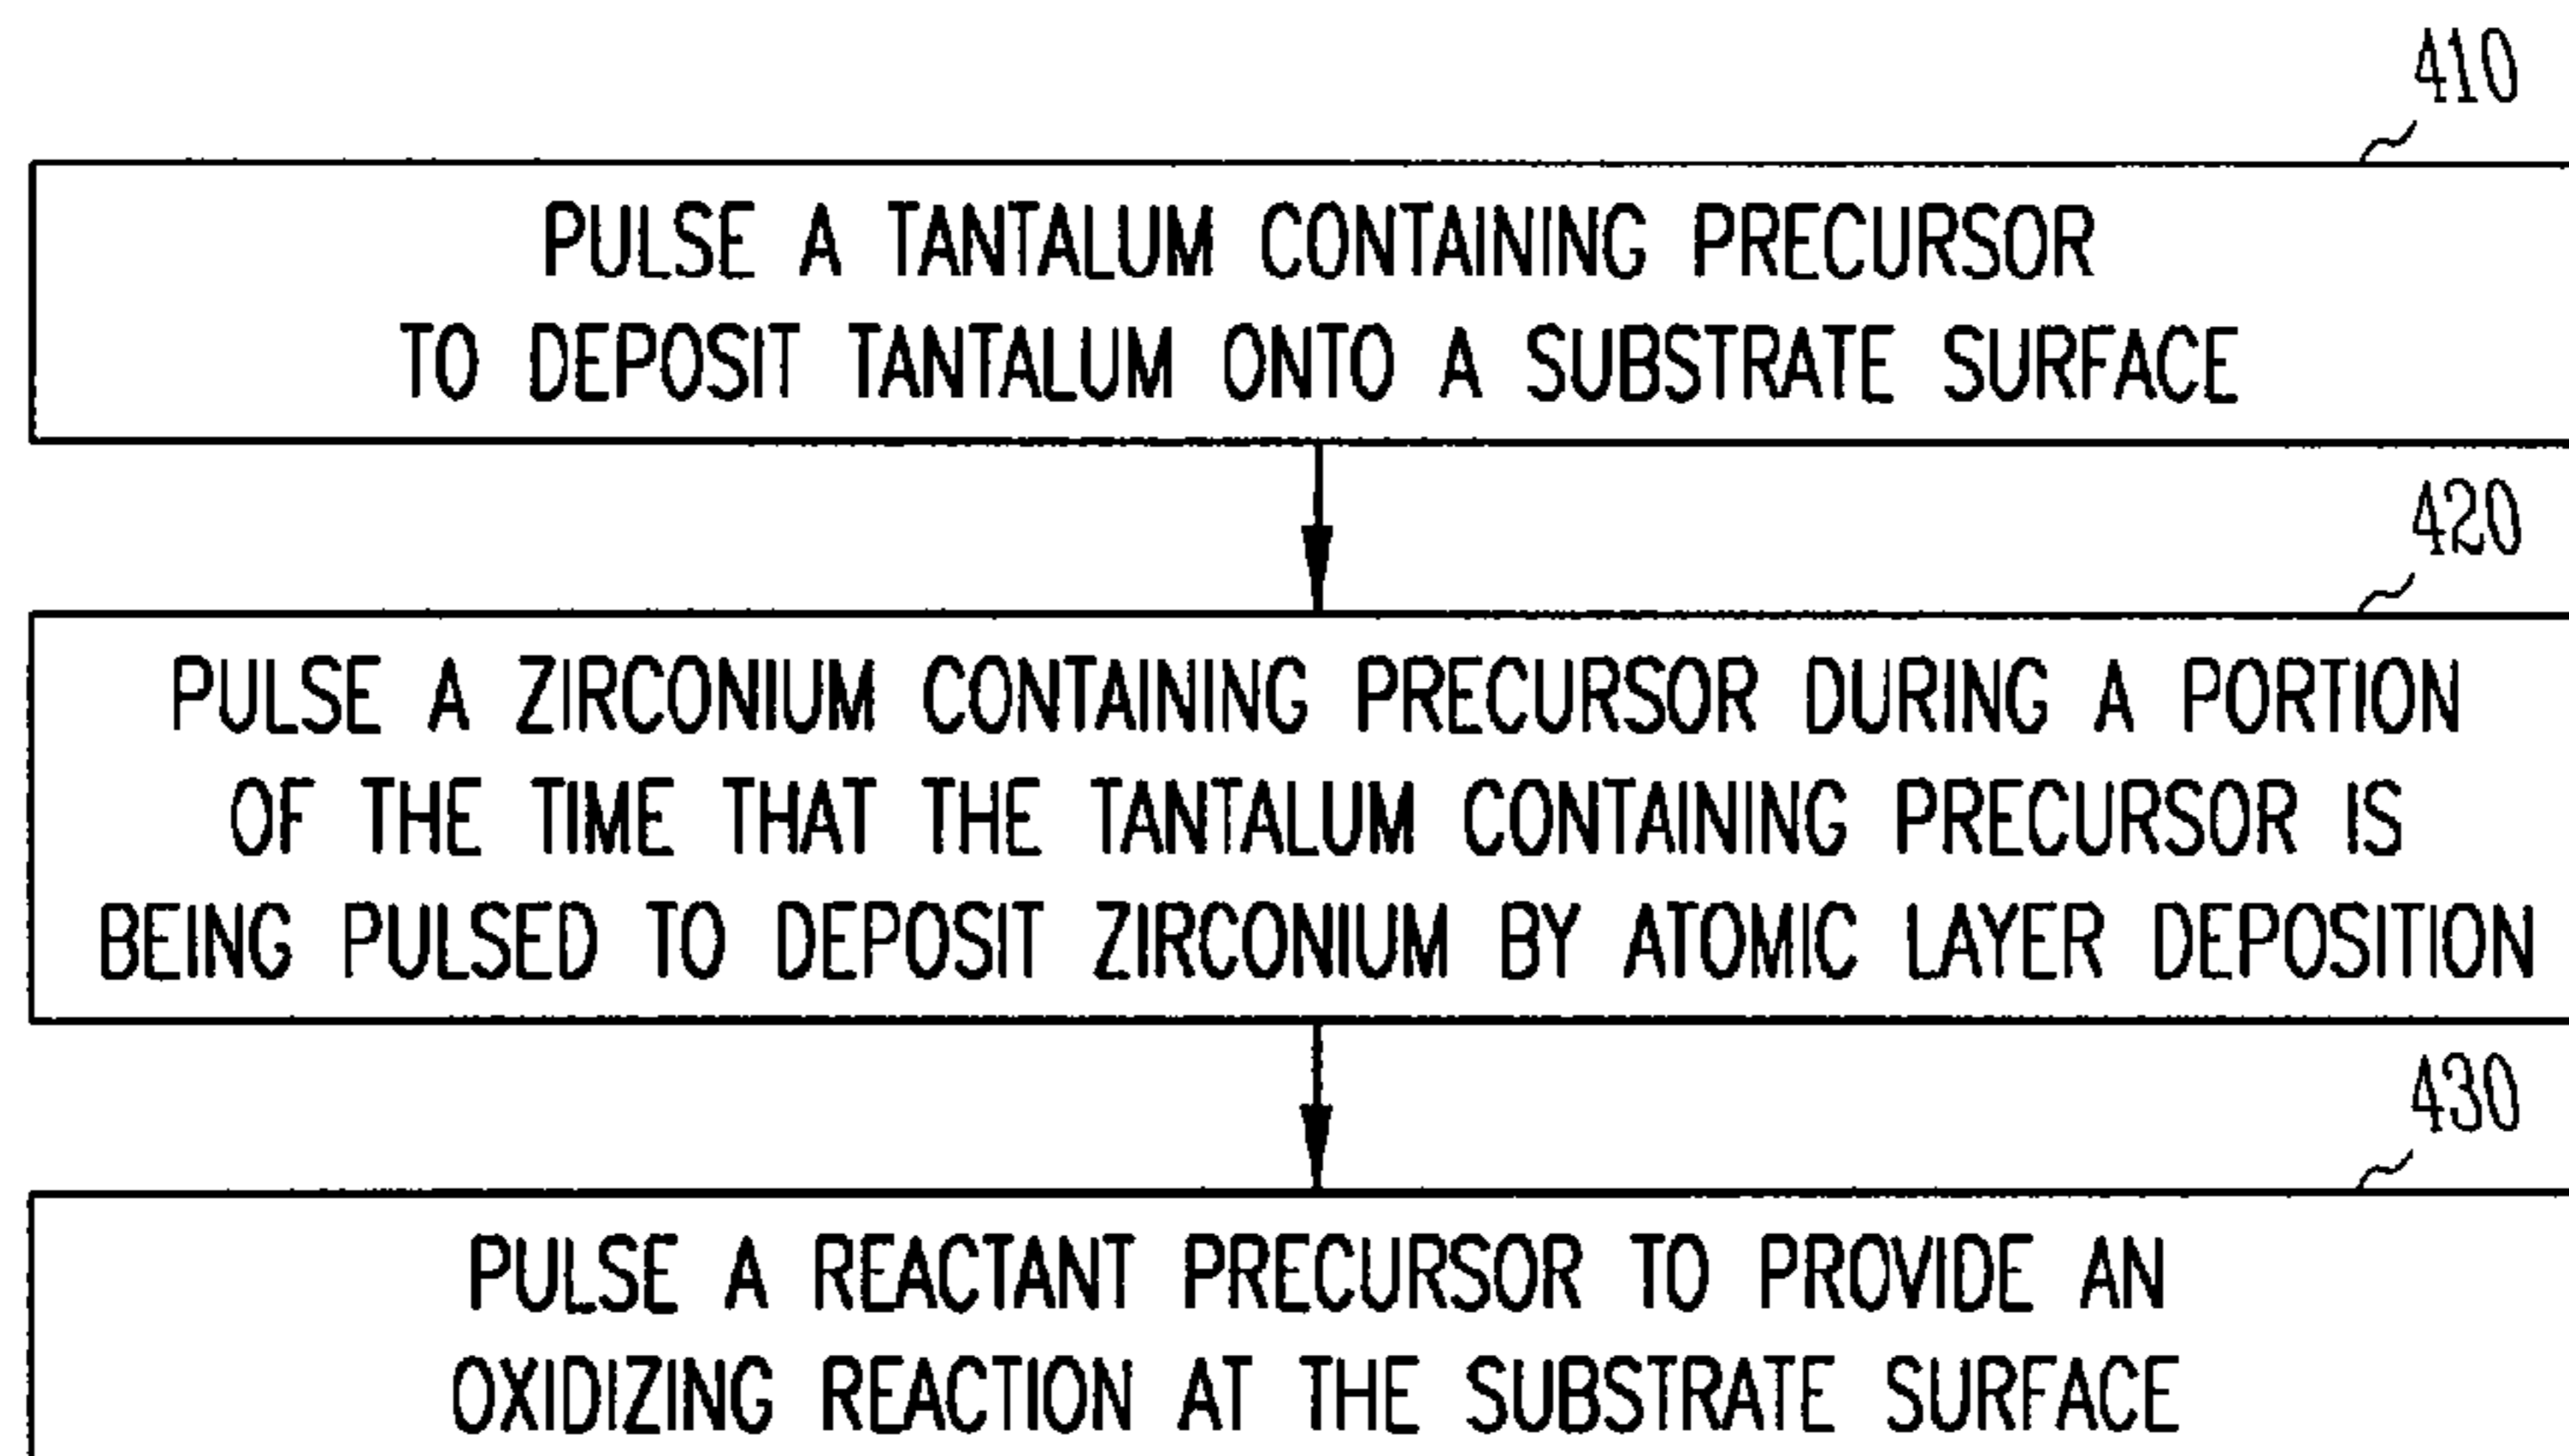 410
PULSE A TANTALUM CONTAINING PRECURSOR
TO DEPOSIT TANTALUM ONTO A SUBSTRATE SURFACE
420
PULSE A ZIRCONIUM CONTAINING PRECURSOR DURING A PORTION
OF THE TIME THAT THE TANTALUM CONTAINING PRECURSOR IS
BEING PULSED TO DEPOSIT ZIRCONIUM BY ATOMIC LAYER DEPOSITION
430
PULSE A REACTANT PRECURSOR TO PROVIDE AN
OXIDIZING REACTION AT THE SUBSTRATE SURFACE